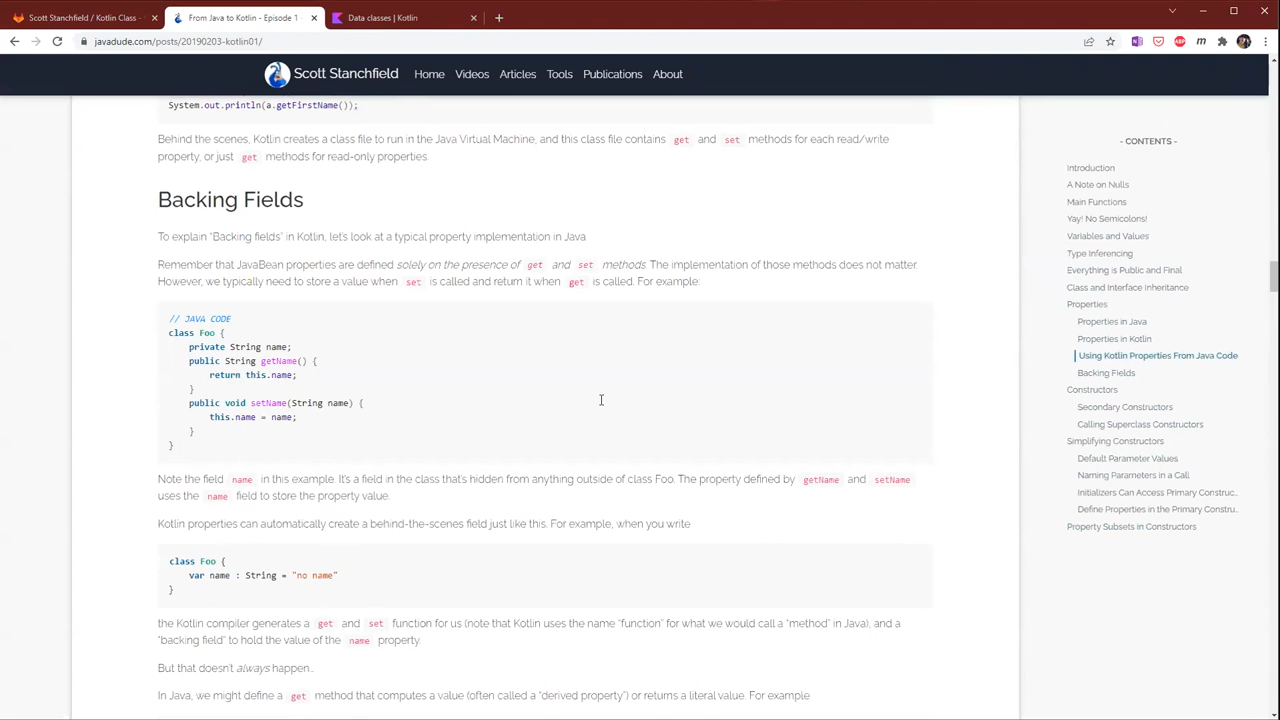 Scott Stanchfield / Kotlin Class -
From Java to Kotlin - Episode 1 -
Data classes | Kotlin
javadude.com/posts/20190203-kotlin01/
Scott Stanchfield
Home
Videos
Articles
Tools
Publications
About
System.out.println(a.getFirstName());
Behind the scenes, Kotlin creates a class file to run in the Java Virtual Machine, and this class file contains get and set methods for each read/write
property, or just get methods for read-only properties.
Backing Fields
To explain "Backing fields" in Kotlin, let's look at a typical property implementation in Java.
Remember that JavaBean properties are defined solely on the presence of get and set methods. The implementation of those methods does not matter.
However, we typically need to store a value when set is called and return it when get is called. For example:
// JAVA CODE
class Foo {
private String name;
public String getName() {
return this.name;
}
public void setName(String name) {
this.name = name;
}
}
Note the field name in this example. It's a field in the class that's hidden from anything outside of class Foo. The property defined by getName and setName
uses the name field to store the property value.
Kotlin properties can automatically create a behind-the-scenes field just like this. For example, when you write
class Foo {
var name : String = "no name"
}
the Kotlin compiler generates a get and set function for us (note that Kotlin uses the name "function" for what we would call a "method" in Java), and a
"backing field" to hold the value of the name property.
But that doesn't always happen...
In Java, we might define a get method that computes a value (often called a "derived property") or returns a literal value. For example
- CONTENTS -
Introduction
A Note on Nulls
Main Functions
Yay! No Semicolons!
Variables and Values
Type Inferencing
Everything is Public and Final
Class and Interface Inheritance
Properties
Properties in Java
Properties in Kotlin
Using Kotlin Properties From Java Code
Backing Fields
Constructors
Secondary Constructors
Calling Superclass Constructors
Simplifying Constructors
Default Parameter Values
Naming Parameters in a Call
Initializers Can Access Primary Construc...
Define Properties in the Primary Constru...
Property Subsets in Constructors